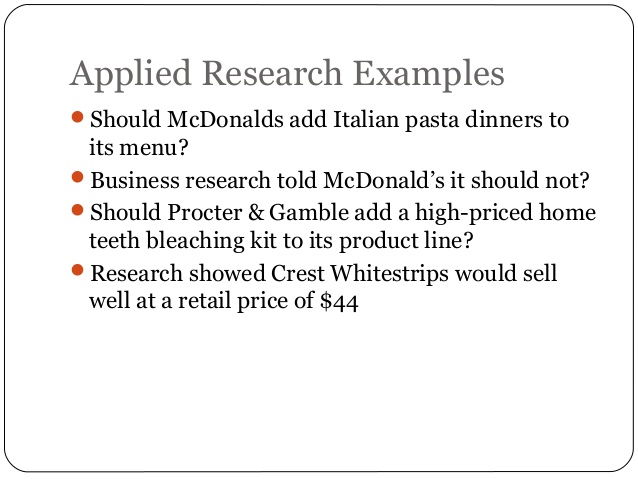 Applied Research Examples
Should McDonalds add Italian pasta dinners to
its menu?
Business research told McDonald's it should not?
Should Procter & Gamble add a high-priced home
teeth bleaching kit to its product line?
Research showed Crest Whitestrips would sell
well at a retail price of $44